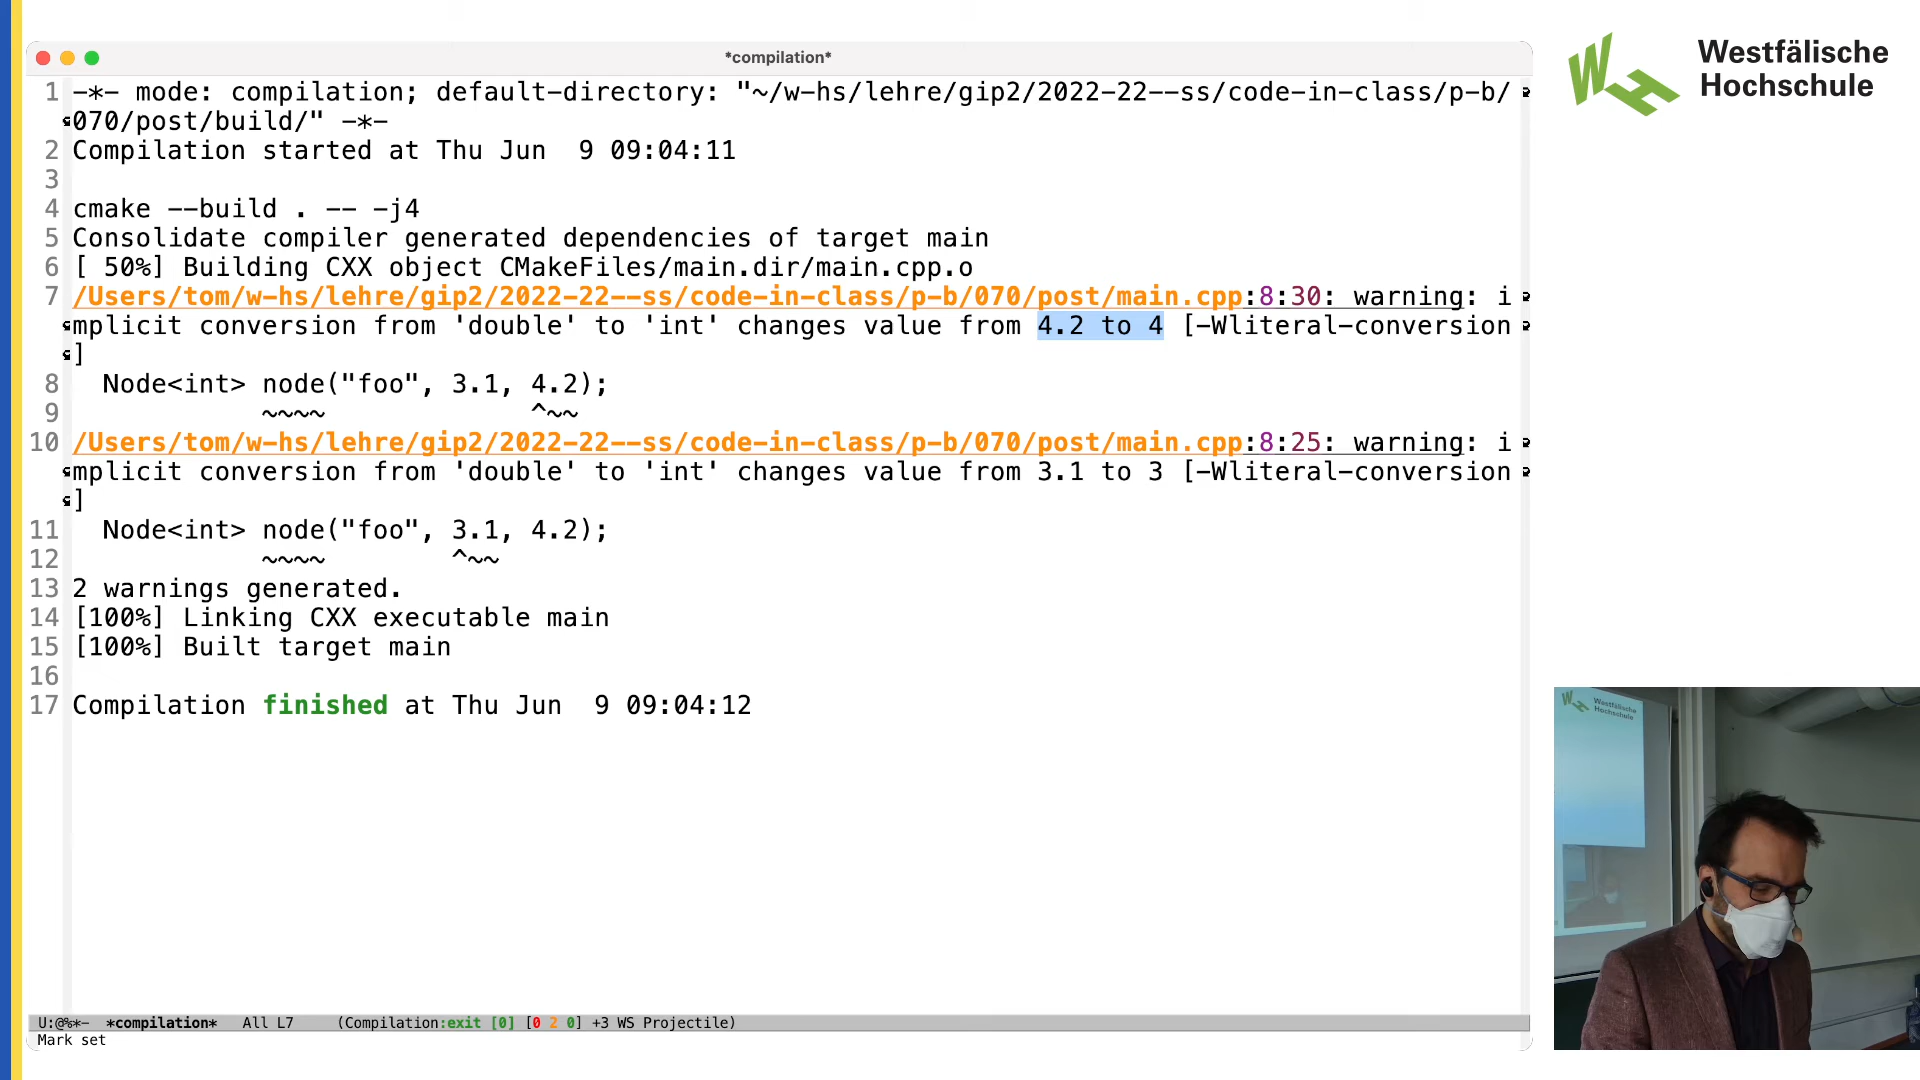 *compilation*
Westfälische
Hochschule
1 -*- mode: compilation; default-directory: "~/w-hs/lehre/gip2/2022-22--ss/code-in-class/p-b/
070/post/build/" -*-
2 Compilation started at Thu Jun  9 09:04:11
3
4 cmake --build . -- -j4
5 Consolidate compiler generated dependencies of target main
6 [ 50%] Building CXX object CMakeFiles/main.dir/main.cpp.o
7 /Users/tom/w-hs/lehre/gip2/2022-22--ss/code-in-class/p-b/070/post/main.cpp:8:30: warning: i
mplicit conversion from 'double' to 'int' changes value from 4.2 to 4 [-Wliteral-conversion
]
8   Node<int> node("foo", 3.1, 4.2);
9             ~~~~             ^~~
10 /Users/tom/w-hs/lehre/gip2/2022-22--ss/code-in-class/p-b/070/post/main.cpp:8:25: warning: i
mplicit conversion from 'double' to 'int' changes value from 3.1 to 3 [-Wliteral-conversion
]
11   Node<int> node("foo", 3.1, 4.2);
12             ~~~~        ^~~
13 2 warnings generated.
14 [100%] Linking CXX executable main
15 [100%] Built target main
16
17 Compilation finished at Thu Jun  9 09:04:12
Westfälische
Hochschule
U:@%*-  *compilation*   All L7     (Compilation:exit [0] [0 2 0] +3 WS Projectile)
Mark set